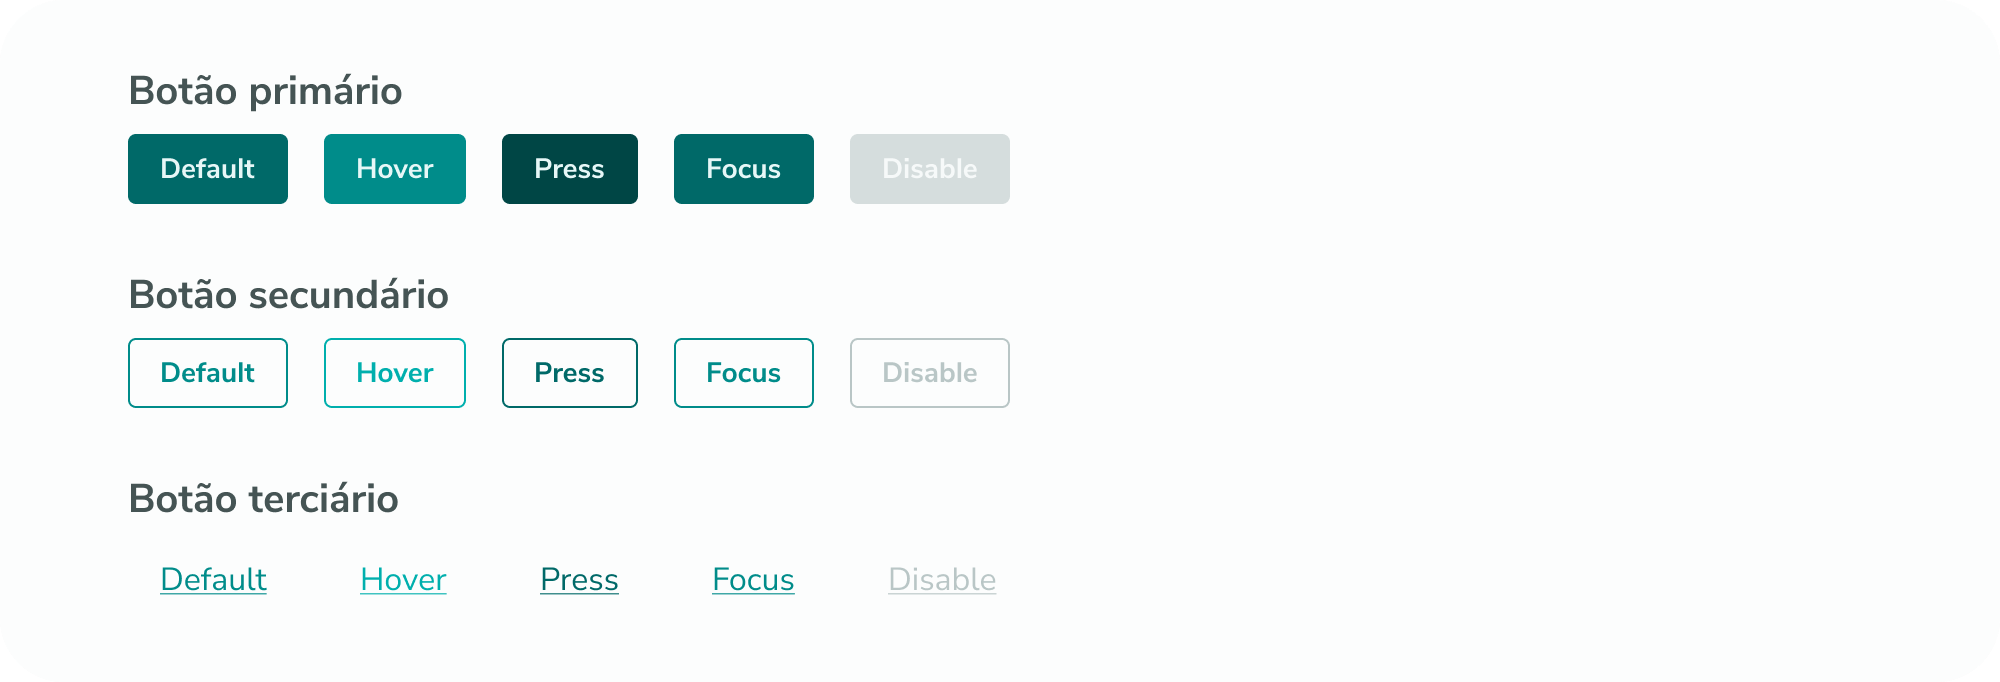 Botão primário
Default Hover Press Focus Disable
Botão secundário
Default Hover Press Focus Disable
Botão terciário
Default Hover Press Focus Disable